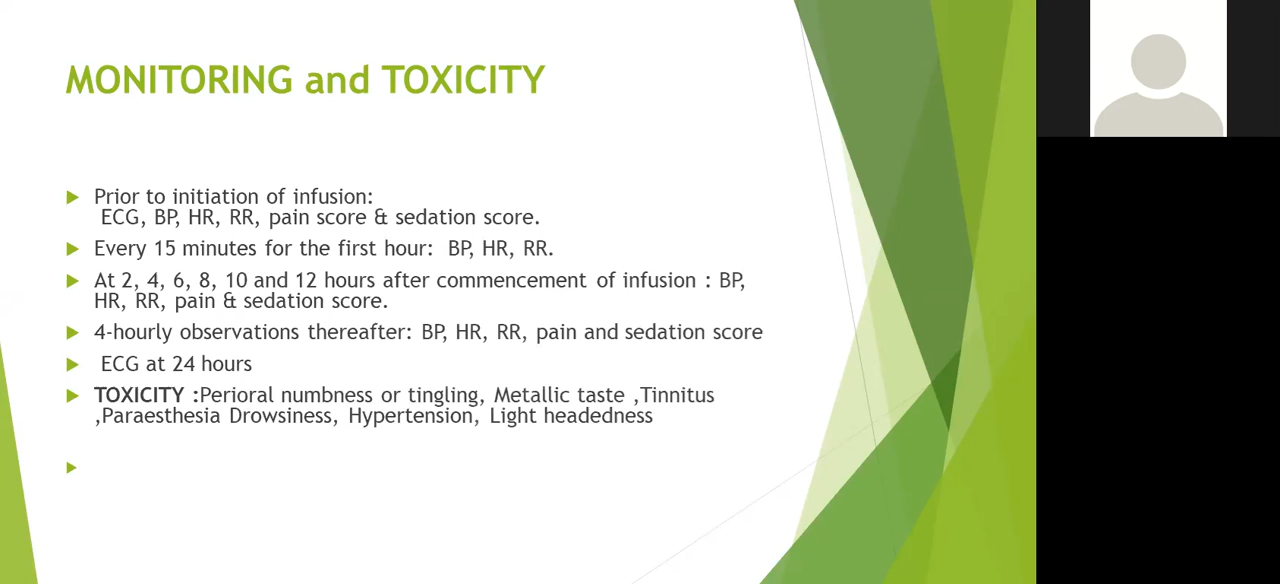 MONITORING and TOXICITY
Prior to initiation of infusion:
ECG, BP, HR, RR, pain score & sedation score.
Every 15 minutes for the first hour:  BP, HR, RR.
At 2, 4, 6, 8, 10 and 12 hours after commencement of infusion : BP,
HR, RR, pain & sedation score.
4-hourly observations thereafter: BP, HR, RR, pain and sedation score
ECG at 24 hours
TOXICITY :Perioral numbness or tingling, Metallic taste ,Tinnitus
,Paraesthesia Drowsiness, Hypertension, Light headedness